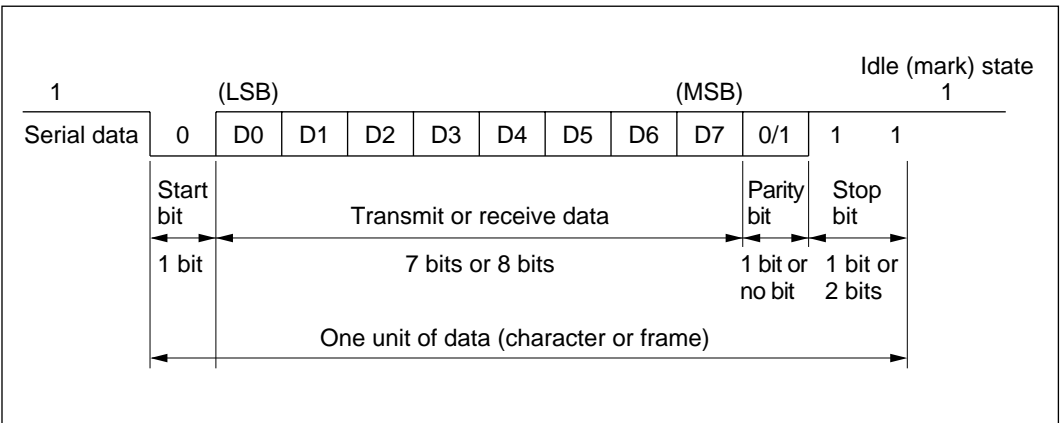 Idle (mark) state
1 (LSB) (MSB) 1
Serial data 0 D0 D1 D2 D3 D4 D5 D6 D7 0/1 1 1
Start Parity Stop
bit Transmit or receive data bit bit
1 bit 7 bits or 8 bits 1 bit or 1 bit or
no bit 2 bits
One unit of data (character or frame)